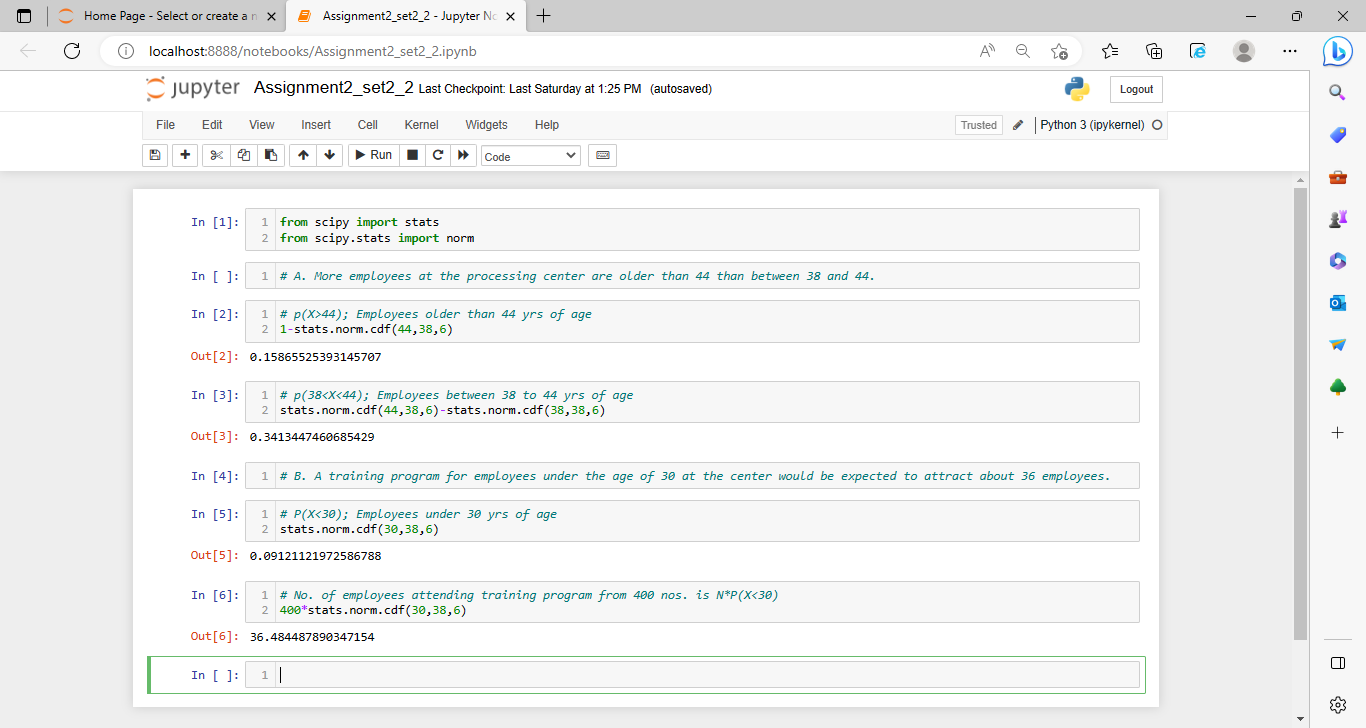 Home Page - Select or create a n
Assignment2_set2_2 - Jupyter No
localhost:8888/notebooks/Assignment2_set2_2.ipynb
jupyter Assignment2_set2_2 Last Checkpoint: Last Saturday at 1:25 PM (autosaved)
Logout
File Edit View Insert Cell Kernel Widgets Help
Trusted
Python 3 (ipykernel)
Run
Code
In [1]:
1 from scipy import stats
2 from scipy.stats import norm
In [ ]:
1 # A. More employees at the processing center are older than 44 than between 38 and 44.
In [2]:
1 # p(X>44); Employees older than 44 yrs of age
2 1-stats.norm.cdf(44,38,6)
Out[2]: 0.15865525393145707
In [3]:
1 # p(38<X<44); Employees between 38 to 44 yrs of age
2 stats.norm.cdf(44,38,6)-stats.norm.cdf(38,38,6)
Out[3]: 0.3413447460685429
In [4]:
1 # B. A training program for employees under the age of 30 at the center would be expected to attract about 36 employees.
In [5]:
1 # P(X<30); Employees under 30 yrs of age
2 stats.norm.cdf(30,38,6)
Out[5]: 0.09121121972586788
In [6]:
1 # No. of employees attending training program from 400 nos. is N*P(X<30)
2 400*stats.norm.cdf(30,38,6)
Out[6]: 36.484487890347154
In [ ]:
1